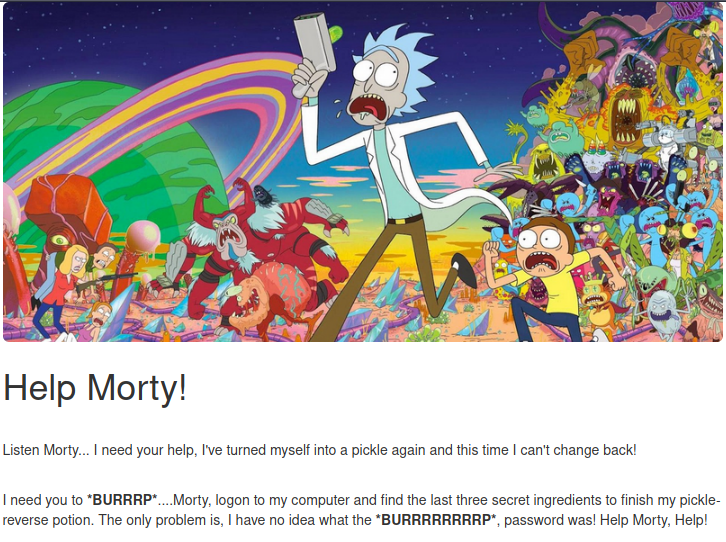 Help Morty!
Listen Morty... I need your help, I've turned myself into a pickle again and this time I can't change back!
I need you to *BURRRP*....Morty, logon to my computer and find the last three secret ingredients to finish my pickle-
reverse potion. The only problem is, I have no idea what the *BURRRRRRRRP*, password was! Help Morty, Help!